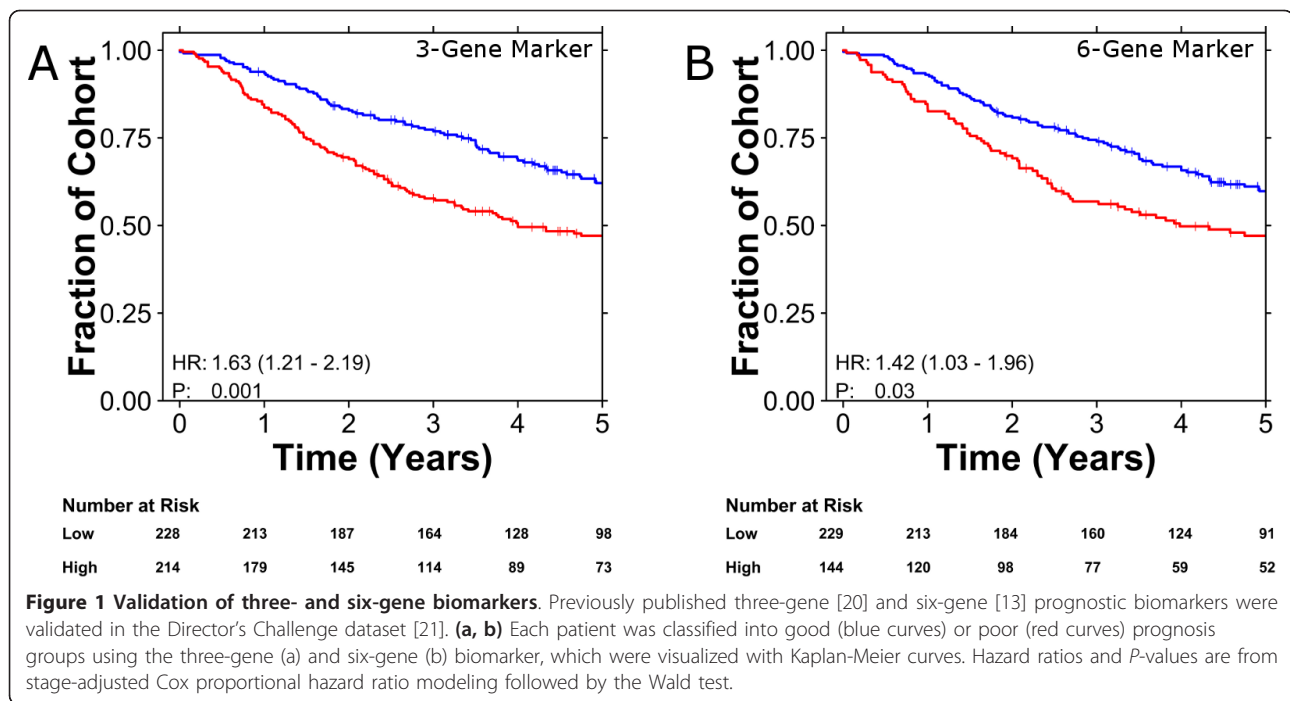 A
3-Gene Marker
Fraction of Cohort
1.00
0.75
0.50
0.25
0.00
HR: 1.63 (1.21 - 2.19)
P: 0.001
0 1 2 3 4 5
Time (Years)
Number at Risk
Low 228 213 187 164 128 98
High 214 179 145 114 89 73
B
6-Gene Marker
Fraction of Cohort
1.00
0.75
0.50
0.25
0.00
HR: 1.42 (1.03 - 1.96)
P: 0.03
0 1 2 3 4 5
Time (Years)
Number at Risk
Low 229 213 184 160 124 91
High 144 120 98 77 59 52
Figure 1 Validation of three- and six-gene biomarkers. Previously published three-gene [20] and six-gene [13] prognostic biomarkers were
validated in the Director's Challenge dataset [21]. (a, b) Each patient was classified into good (blue curves) or poor (red curves) prognosis
groups using the three-gene (a) and six-gene (b) biomarker, which were visualized with Kaplan-Meier curves. Hazard ratios and P-values are from
stage-adjusted Cox proportional hazard ratio modeling followed by the Wald test.